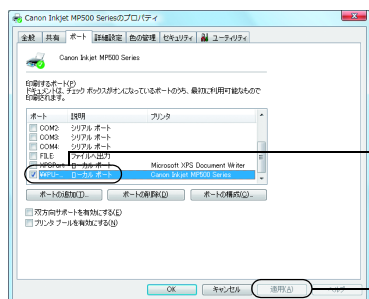 Canon Inkjet MP500 Seriesのプロパティ
全般 共有 ポート 詳細設定 色の管理 セキュリティ ユーティリティ
Canon Inkjet MP500 Series
印刷するポート(P)
ドキュメントは、チェック ボックスがオンになっているポートのうち、最初に利用可能なもので
印刷されます。
ポート 説明 プリンタ
COM2: シリアル ポート
COM3: シリアル ポート
COM4: シリアル ポート
FILE: ファイルへ出力
XPSPort: ローカル ポート Microsoft XPS Document Writer
ローカル ポート Canon Inkjet MP500 Series
ポートの追加(T)... ポートの削除(D) ポートの構成(C)...
双方向サポートを有効にする(E)
プリンタ プールを有効にする(N)
OK キャンセル 適用(A) ヘルプ